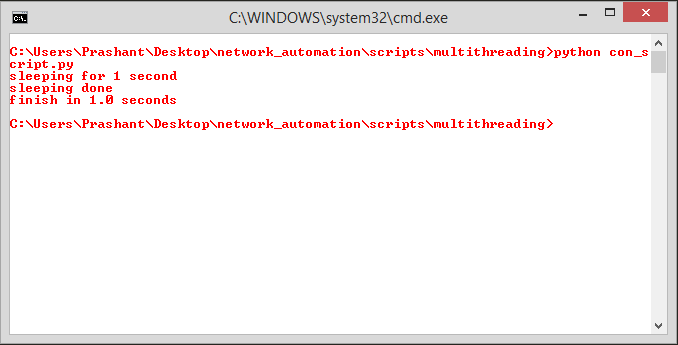 C:\WINDOWS\system32\cmd.exe
C:\Users\Prashant\Desktop\network_automation\scripts\multithreading>python con_s
cript.py
sleeping for 1 second
sleeping done
finish in 1.0 seconds
C:\Users\Prashant\Desktop\network_automation\scripts\multithreading>